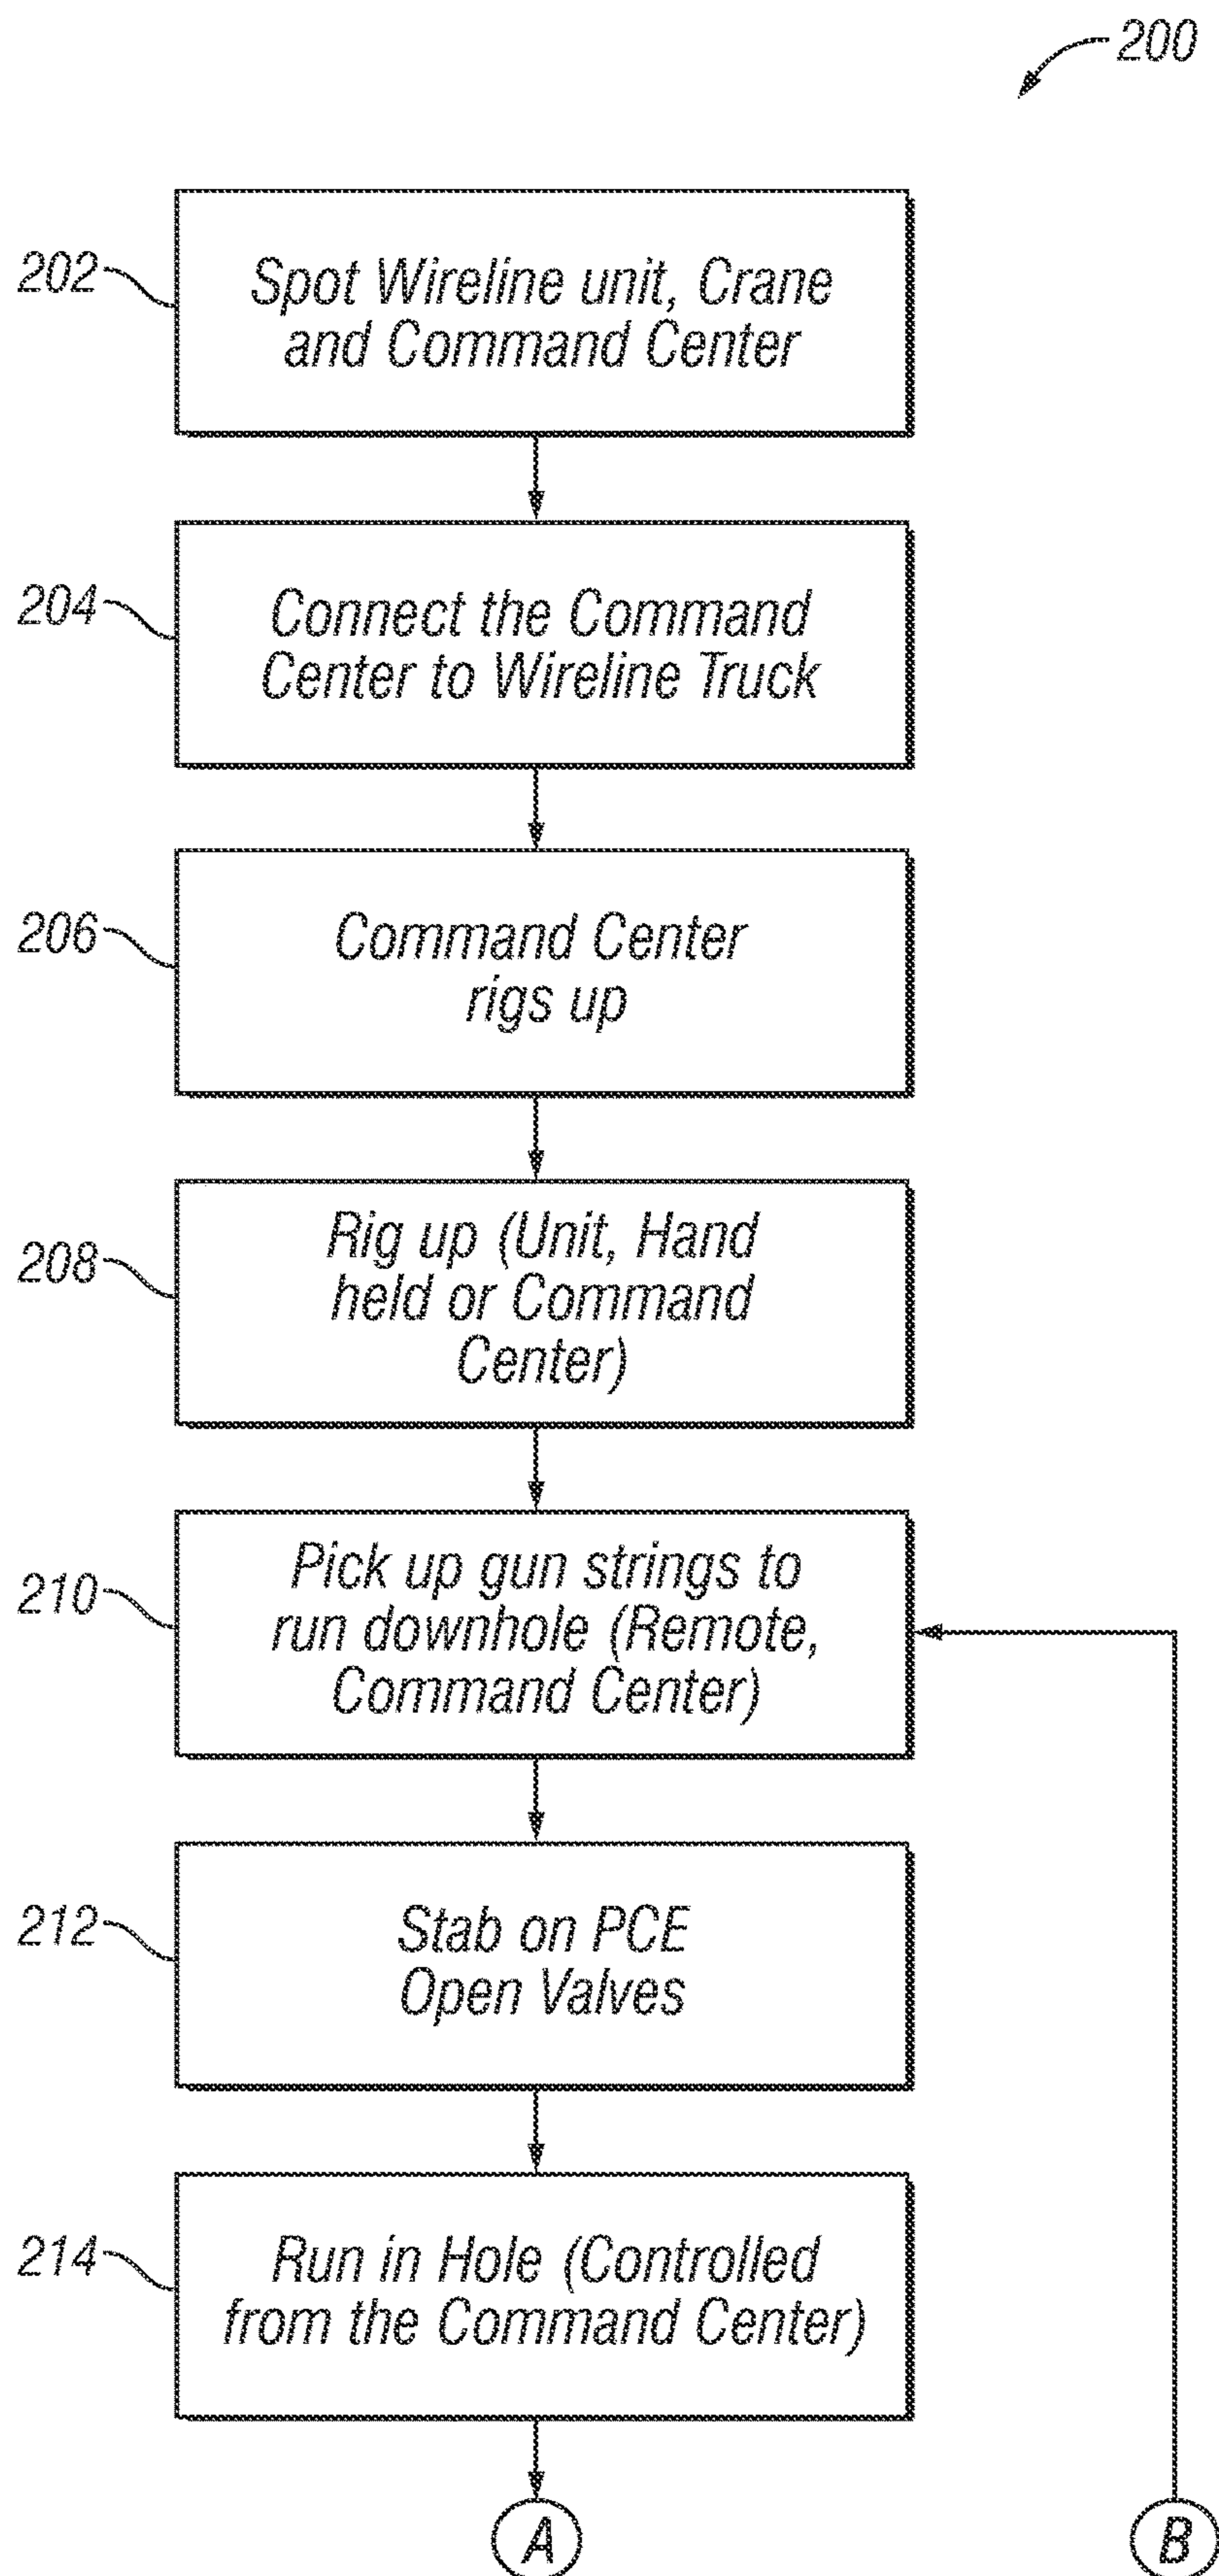 200
202
Spot Wireline unit, Crane
and Command Center
204
Connect the Command
Center to Wireline Truck
206
Command Center
rigs up
208
Rig up (Unit, Hand
held or Command
Center)
210
Pick up gun strings to
run downhole (Remote,
Command Center)
212
Stab on PCE
Open Valves
214
Run in Hole (Controlled
from the Command Center)
A
B